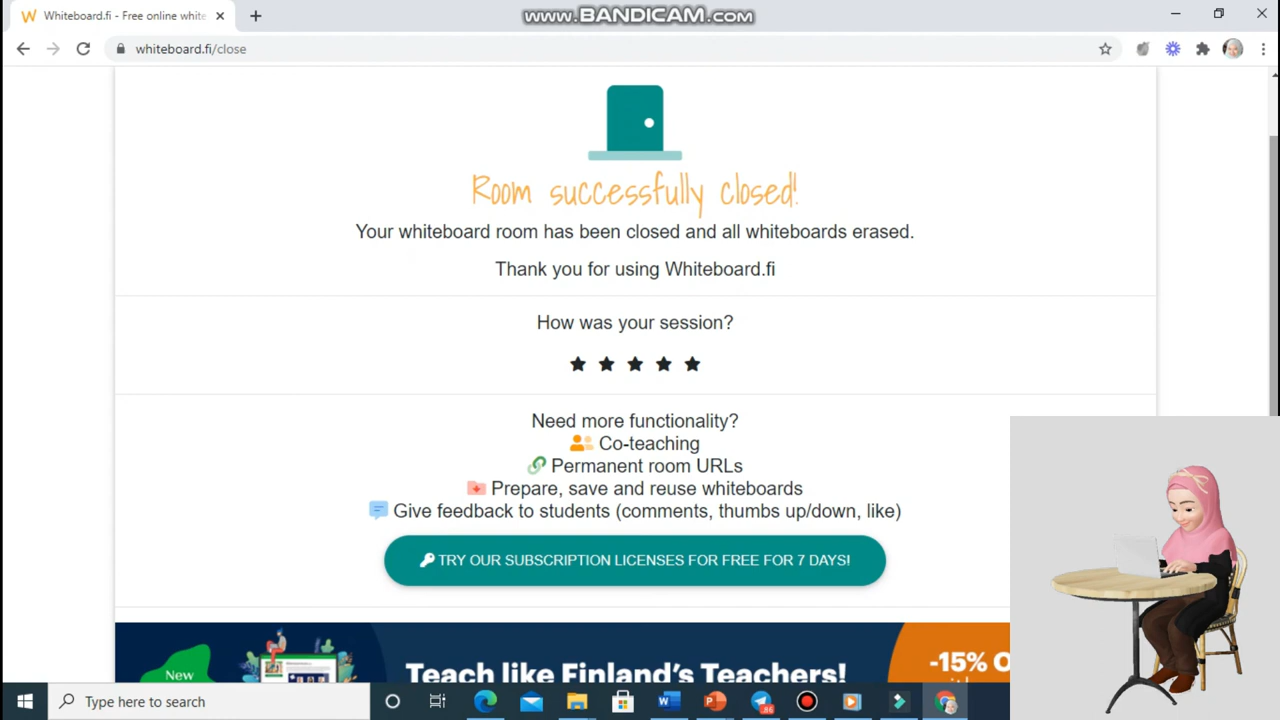 Whiteboard.fi - Free online white
www.BANDICAM.com
whiteboard.fi/close
Room successfully closed!
Your whiteboard room has been closed and all whiteboards erased.
Thank you for using Whiteboard.fi
How was your session?
Need more functionality?
Co-teaching
Permanent room URLs
Prepare, save and reuse whiteboards
Give feedback to students (comments, thumbs up/down, like)
TRY OUR SUBSCRIPTION LICENSES FOR FREE FOR 7 DAYS!
New
Teach like Finland's Teachers!
-15% O
Type here to search